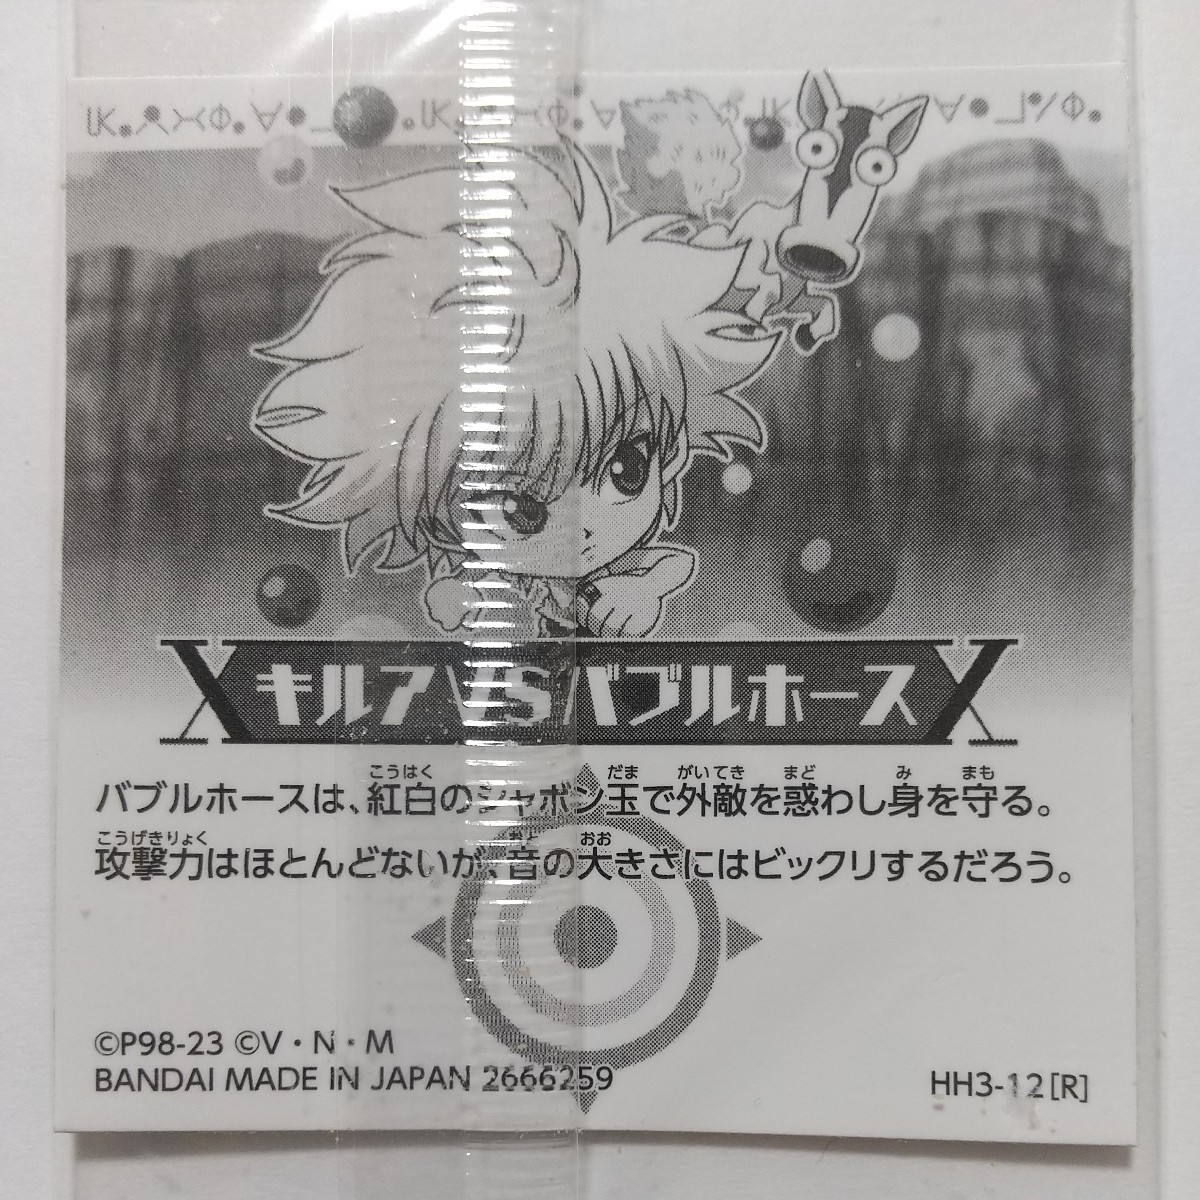 キルア VS バブルホース
こうはく だま がいてき まど み まも
バブルホースは、紅白のシャボン玉で外敵を惑わし身を守る。
こうげきりょく おと おお
攻撃力はほとんどないが、音の大きさにはビックリするだろう。
©P98-23 ©V・N・M
BANDAI MADE IN JAPAN 2666259
HH3-12[R]